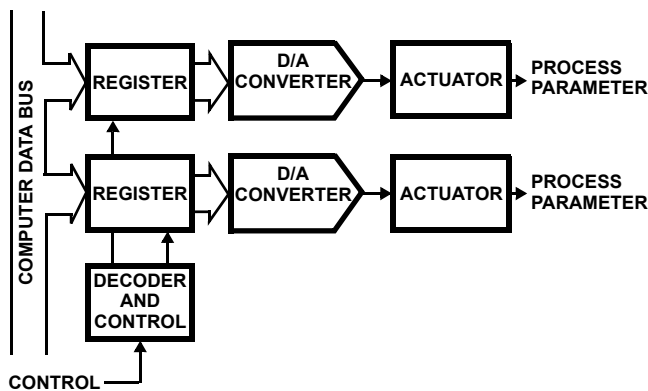 COMPUTER DATA BUS
REGISTER
D/A
CONVERTER
ACTUATOR
PROCESS
PARAMETER
REGISTER
D/A
CONVERTER
ACTUATOR
PROCESS
PARAMETER
DECODER
AND
CONTROL
CONTROL